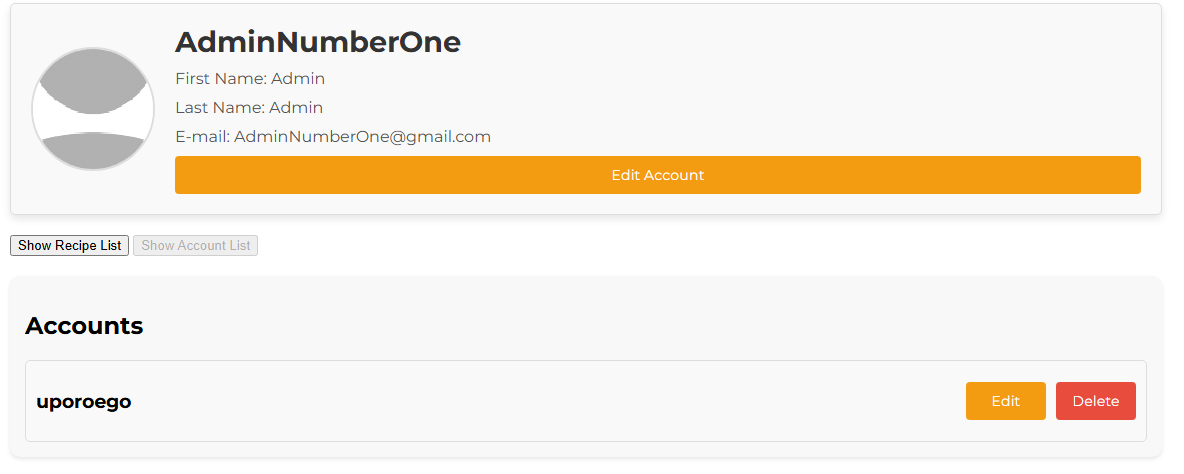 AdminNumberOne
First Name: Admin
Last Name: Admin
E-mail: AdminNumberOne@gmail.com
Edit Account
Show Recipe List Show Account List
Accounts
uporoego Edit Delete